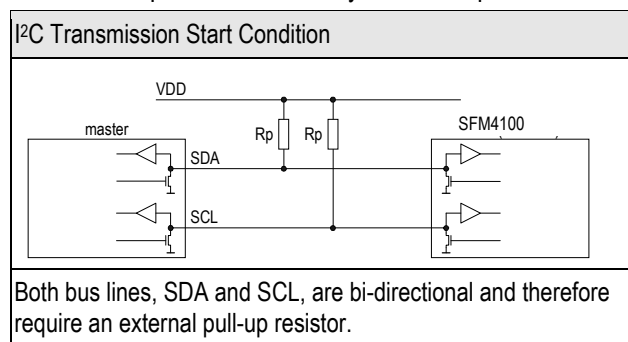 I²C Transmission Start Condition
VDD
master
Rp
Rp
SFM4100
SDA
SCL
Both bus lines, SDA and SCL, are bi-directional and therefore
require an external pull-up resistor.